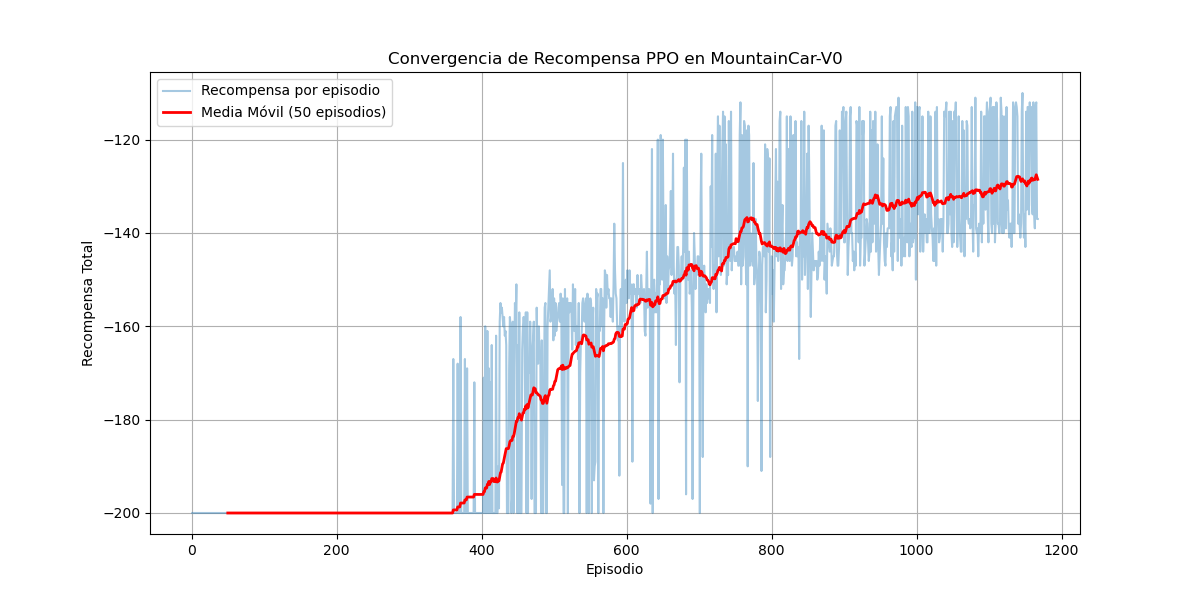 Convergencia de Recompensa PPO en MountainCar-V0
Recompensa por episodio
Media Móvil (50 episodios)
Recompensa Total
−120
−140
−160
−180
−200
0
200
400
600
800
1000
1200
Episodio